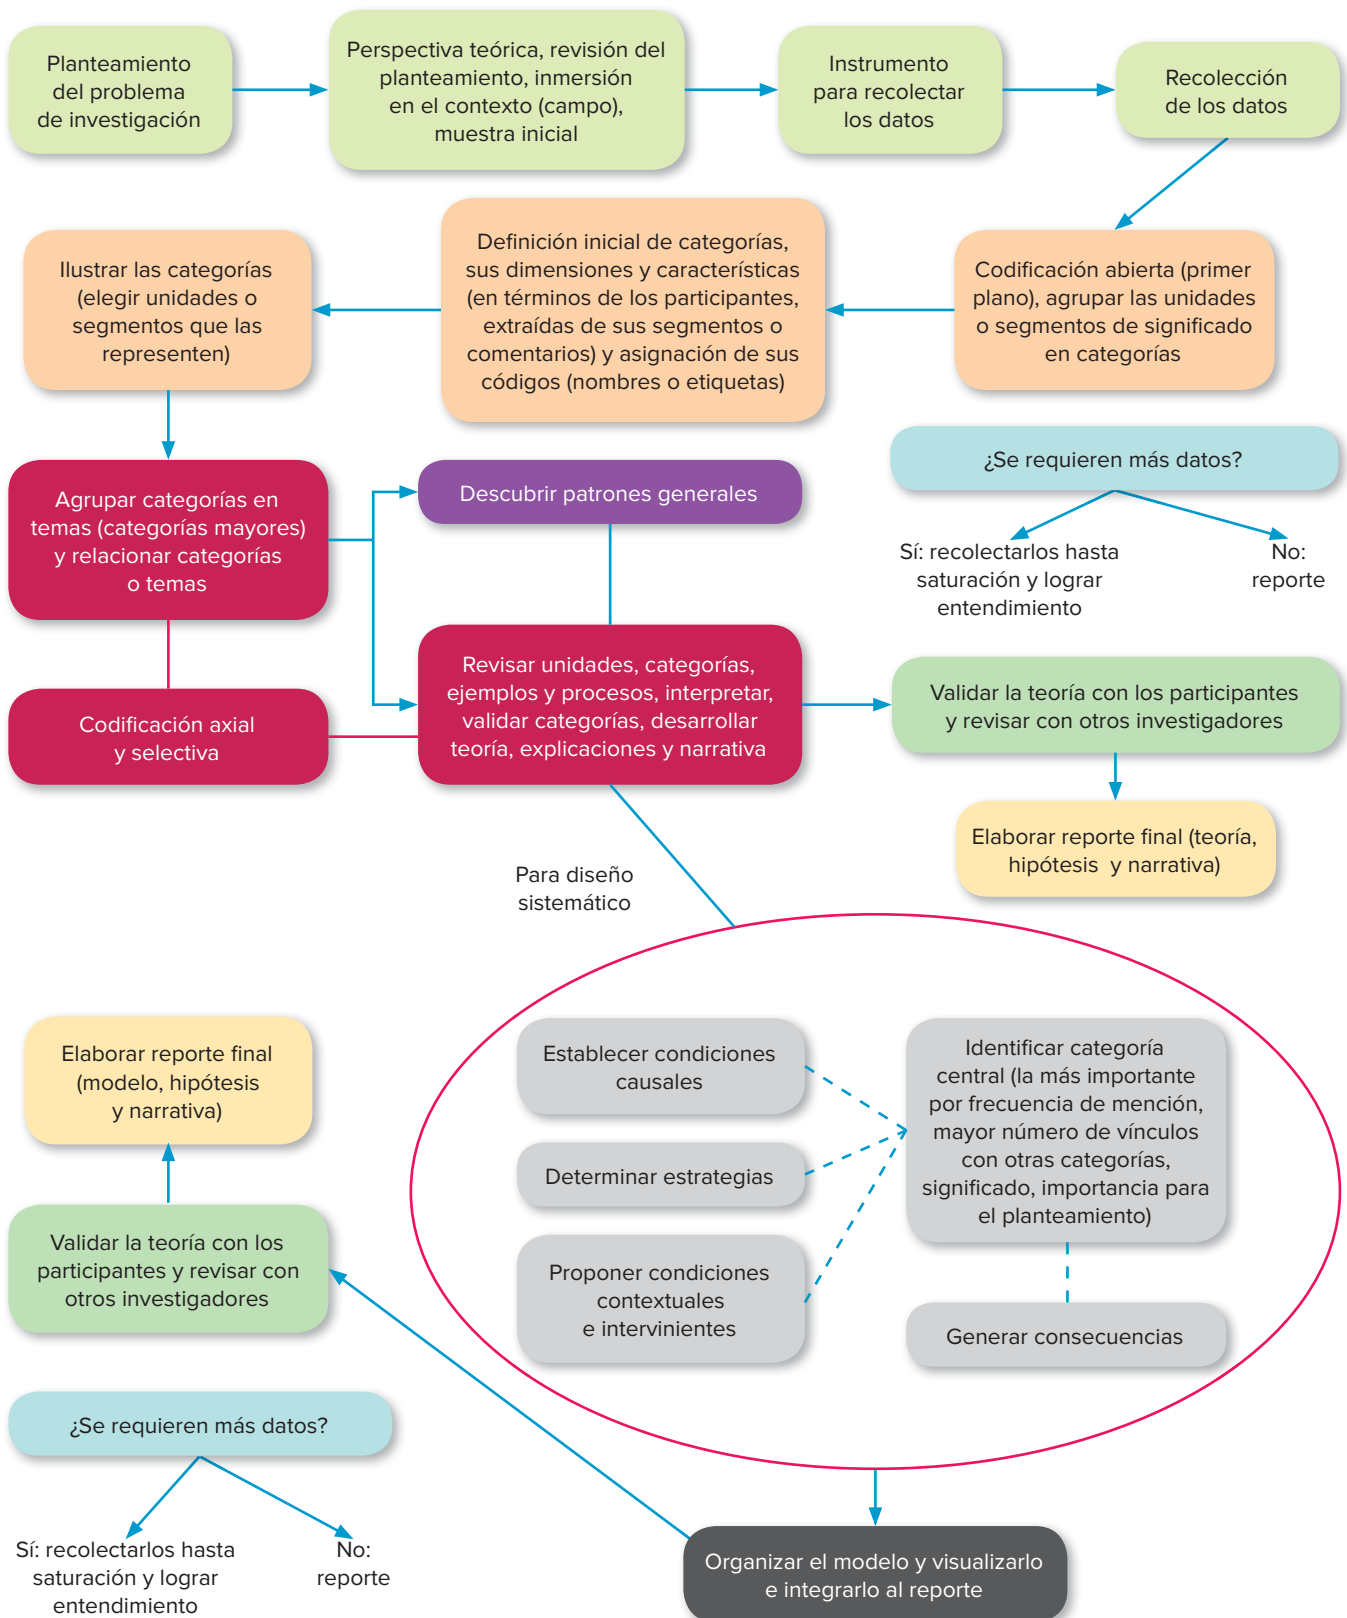 Planteamiento
del problema
de investigación
Perspectiva teórica, revisión del
planteamiento, inmersión
en el contexto (campo),
muestra inicial
Instrumento
para recolectar
los datos
Recolección
de los datos
Ilustrar las categorías
(elegir unidades o
segmentos que las
representen)
Definición inicial de categorías,
sus dimensiones y características
(en términos de los participantes,
extraídas de sus segmentos o
comentarios) y asignación de sus
códigos (nombres o etiquetas)
Codificación abierta (primer
plano), agrupar las unidades
o segmentos de significado
en categorías
Agrupar categorías en
temas (categorías mayores)
y relacionar categorías
o temas
Descubrir patrones generales
¿Se requieren más datos?
Sí: recolectarlos hasta
saturación y lograr
entendimiento
No:
reporte
Codificación axial
y selectiva
Revisar unidades, categorías,
ejemplos y procesos, interpretar,
validar categorías, desarrollar
teoría, explicaciones y narrativa
Validar la teoría con los participantes
y revisar con otros investigadores
Elaborar reporte final (teoría,
hipótesis y narrativa)
Para diseño
sistemático
Establecer condiciones
causales
Determinar estrategias
Proponer condiciones
contextuales
e intervinientes
Identificar categoría
central (la más importante
por frecuencia de mención,
mayor número de vínculos
con otras categorías,
significado, importancia para
el planteamiento)
Generar consecuencias
Elaborar reporte final
(modelo, hipótesis
y narrativa)
Validar la teoría con los
participantes y revisar con
otros investigadores
¿Se requieren más datos?
Sí: recolectarlos hasta
saturación y lograr
entendimiento
No:
reporte
Organizar el modelo y visualizarlo
e integrarlo al reporte